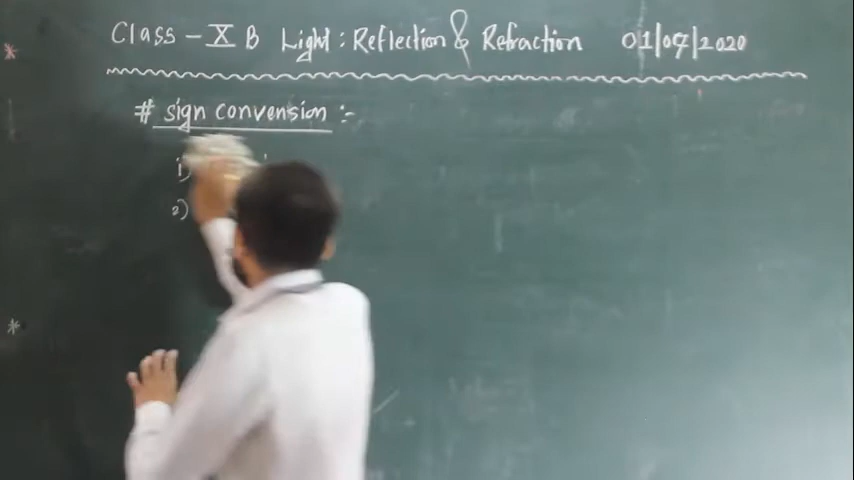 Class - X B Light : Reflection & Refraction 01/07/2020
# sign convension :-
1)
2)